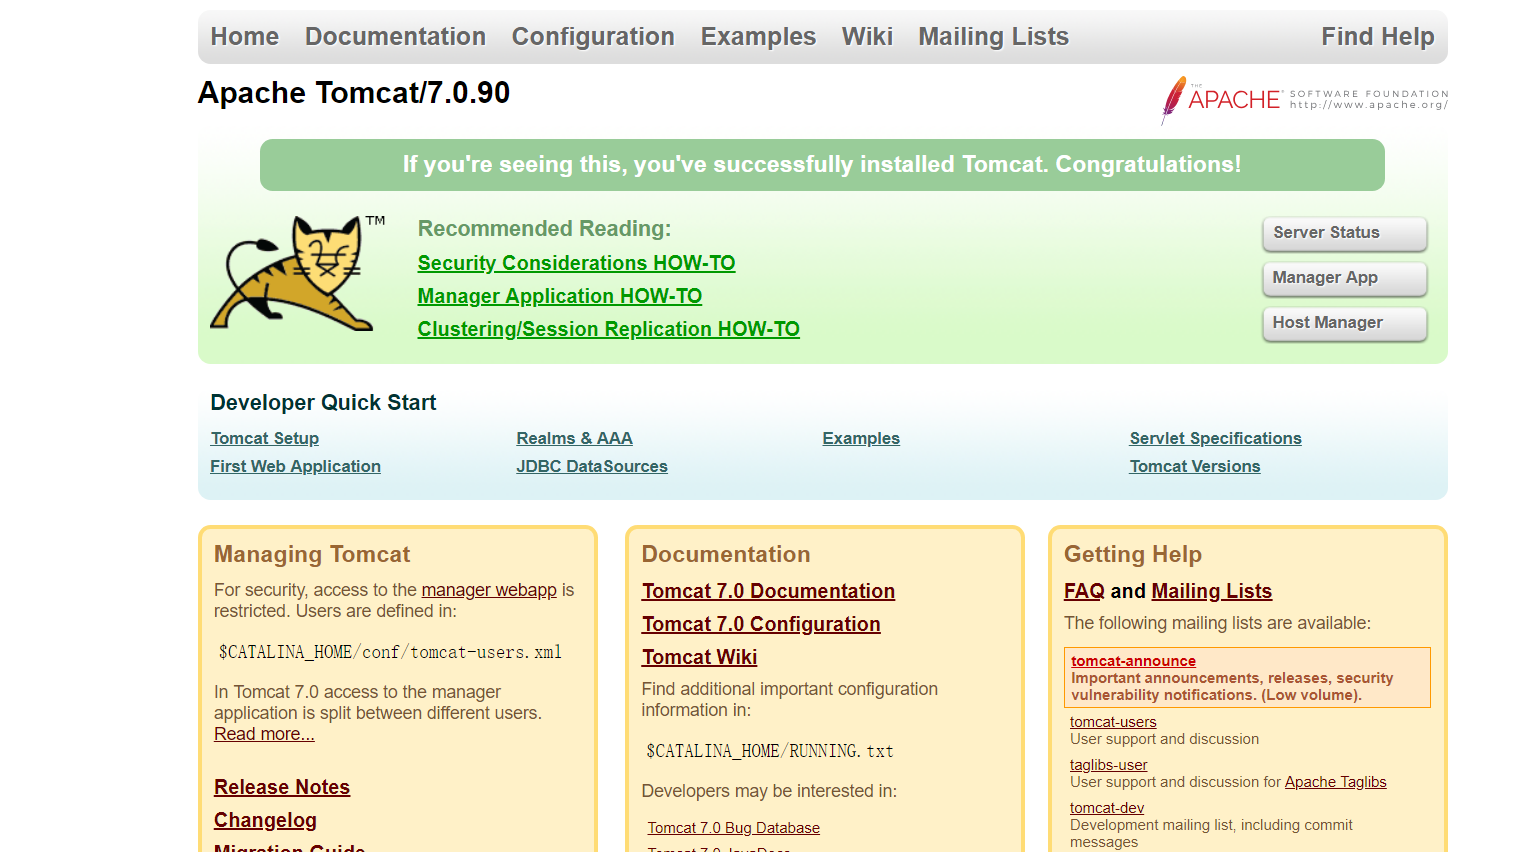 Home Documentation Configuration Examples Wiki Mailing Lists Find Help
Apache Tomcat/7.0.90
THE APACHE® SOFTWARE FOUNDATION
http://www.apache.org/
If you're seeing this, you've successfully installed Tomcat. Congratulations!
TM
Recommended Reading:
Security Considerations HOW-TO
Manager Application HOW-TO
Clustering/Session Replication HOW-TO
Server Status
Manager App
Host Manager
Developer Quick Start
Tomcat Setup
First Web Application
Realms & AAA
JDBC DataSources
Examples
Servlet Specifications
Tomcat Versions
Managing Tomcat
For security, access to the manager webapp is
restricted. Users are defined in:
$CATALINA_HOME/conf/tomcat-users.xml
In Tomcat 7.0 access to the manager
application is split between different users.
Read more...
Release Notes
Changelog
Migration Guide
Documentation
Tomcat 7.0 Documentation
Tomcat 7.0 Configuration
Tomcat Wiki
Find additional important configuration
information in:
$CATALINA_HOME/RUNNING.txt
Developers may be interested in:
Tomcat 7.0 Bug Database
Tomcat 7.0 JavaDocs
Getting Help
FAQ and Mailing Lists
The following mailing lists are available:
tomcat-announce
Important announcements, releases, security
vulnerability notifications. (Low volume).
tomcat-users
User support and discussion
taglibs-user
User support and discussion for Apache Taglibs
tomcat-dev
Development mailing list, including commit
messages